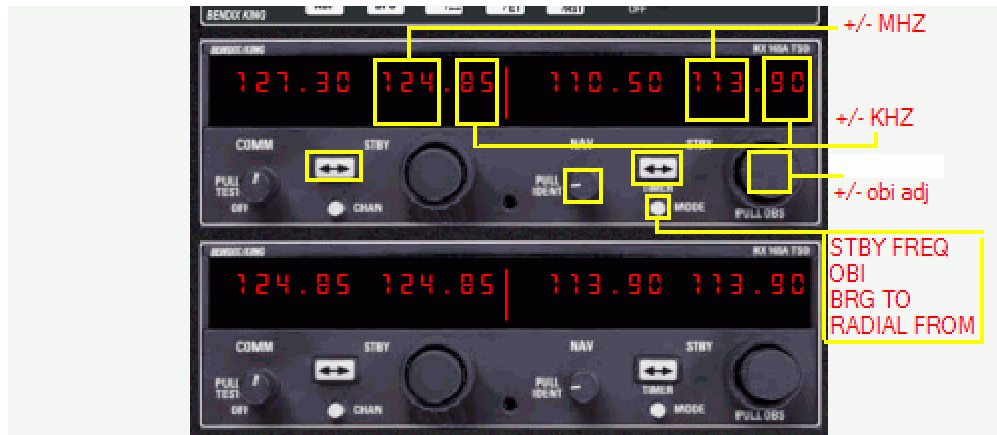 BENDIX KING
OFF
+/- MHZ
BENDIX/KING
KX 165A TSO
127.30 124.85 110.50 113.90
+/- KHZ
COMM STBY NAV STBY
PULL TEST
OFF
CHAN
PULL IDENT
TIMER
MODE
PULL OBS
+/- obi adj
STBY FREQ
OBI
BRG TO
RADIAL FROM
BENDIX/KING
KX 165A TSO
124.85 124.85 113.90 113.90
COMM STBY NAV STBY
PULL TEST
OFF
CHAN
PULL IDENT
TIMER
MODE
PULL OBS